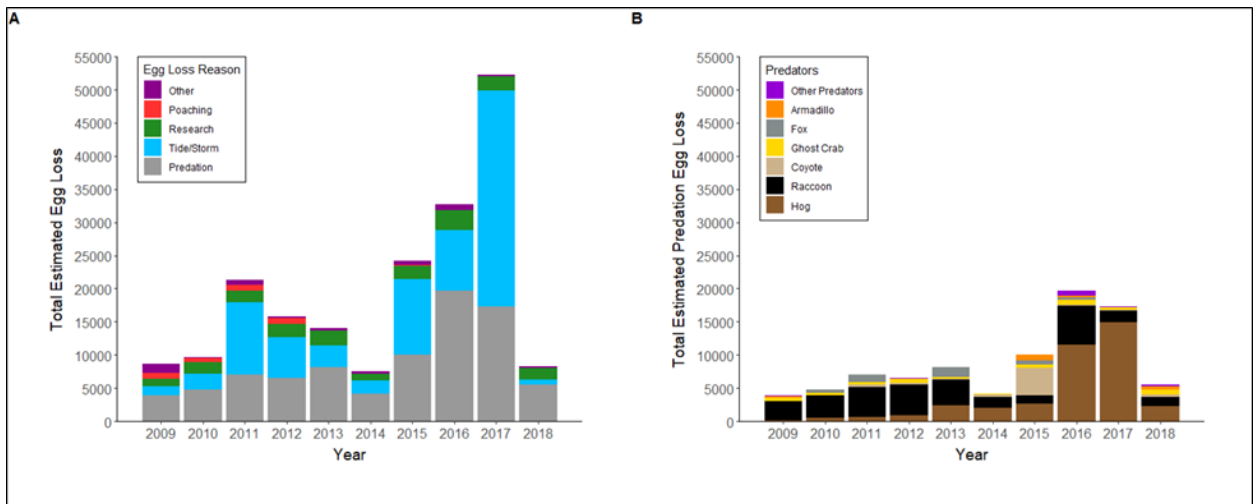 A
Total Estimated Egg Loss
55000
50000
45000
40000
35000
30000
25000
20000
15000
10000
5000
0
Egg Loss Reason
Other
Poaching
Research
Tide/Storm
Predation
2009 2010 2011 2012 2013 2014 2015 2016 2017 2018
Year
B
Total Estimated Predation Egg Loss
55000
50000
45000
40000
35000
30000
25000
20000
15000
10000
5000
0
Predators
Other Predators
Armadillo
Fox
Ghost Crab
Coyote
Raccoon
Hog
2009 2010 2011 2012 2013 2014 2015 2016 2017 2018
Year